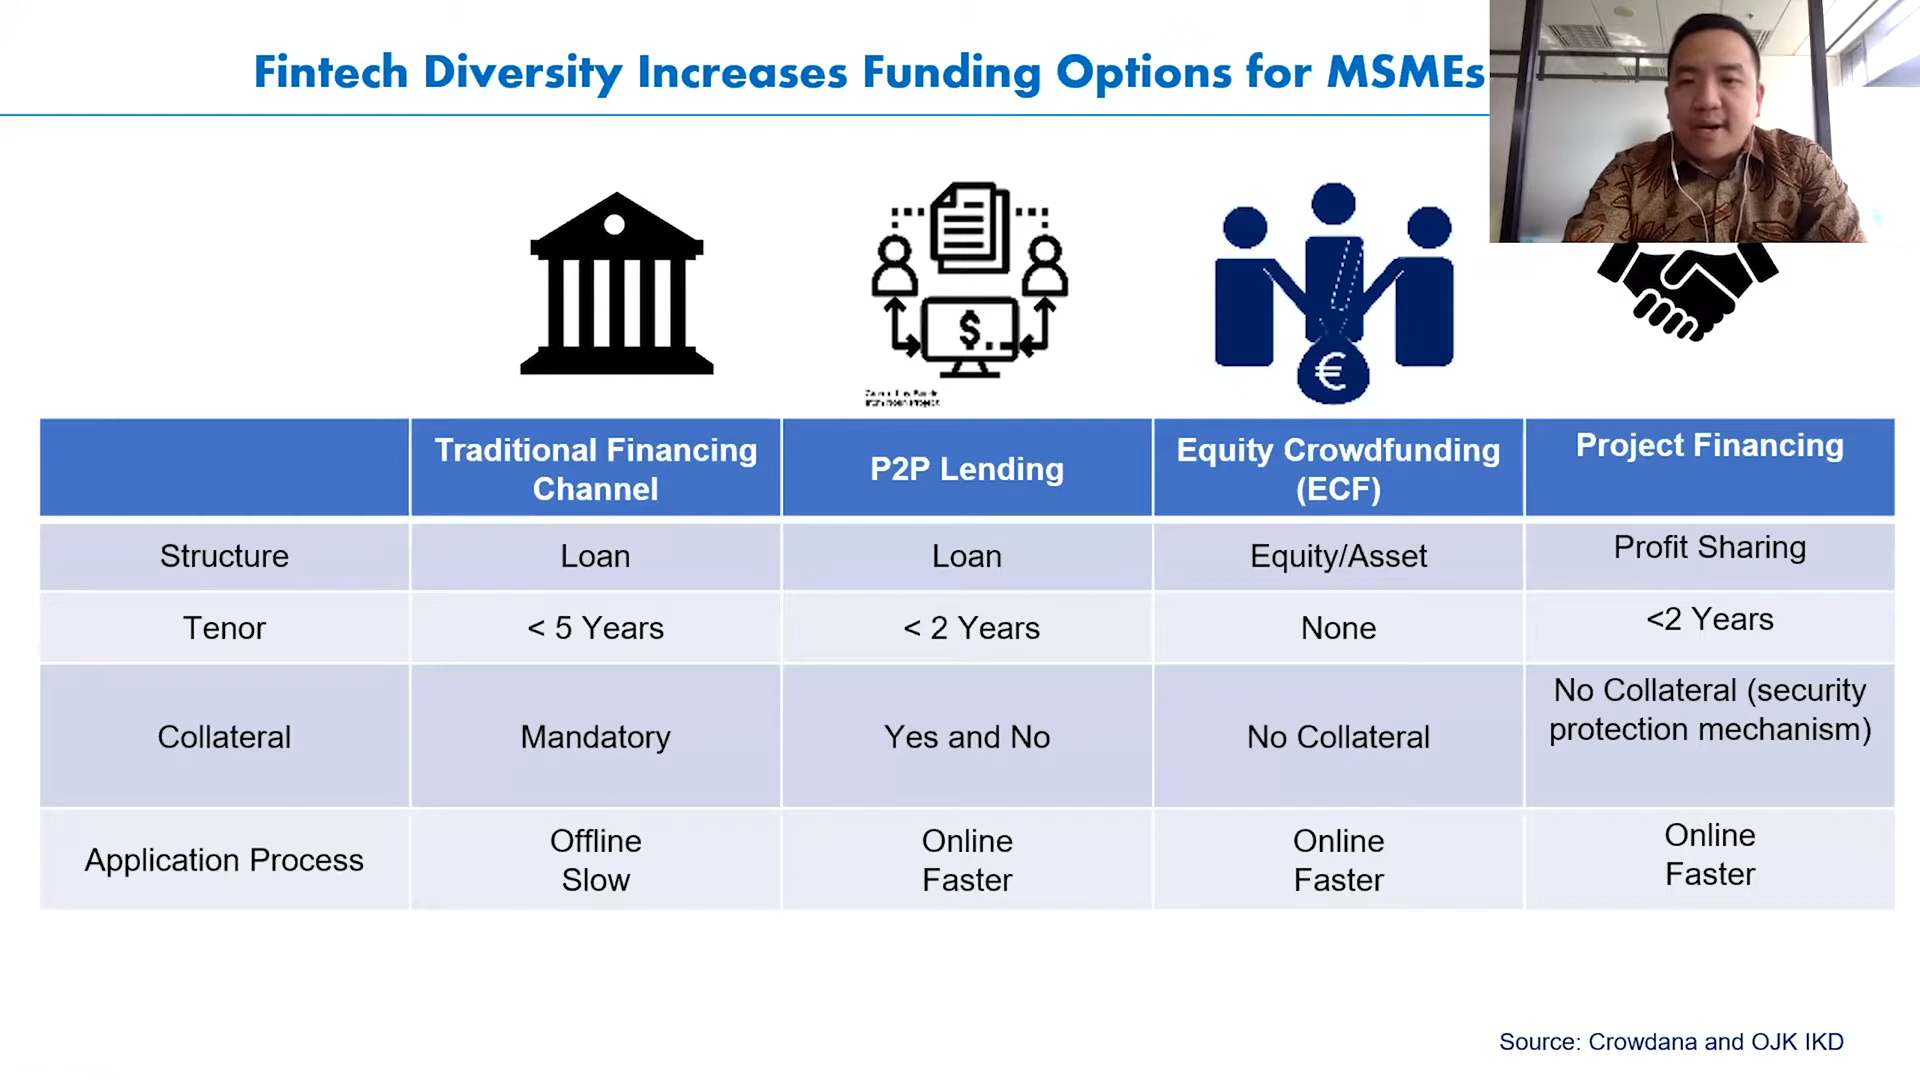 Fintech Diversity Increases Funding Options for MSMEs
$
€
Traditional Financing
Channel
P2P Lending
Equity Crowdfunding
(ECF)
Project Financing
Structure
Loan
Loan
Equity/Asset
Profit Sharing
Tenor
< 5 Years
< 2 Years
None
<2 Years
Collateral
Mandatory
Yes and No
No Collateral
No Collateral (security
protection mechanism)
Application Process
Offline
Slow
Online
Faster
Online
Faster
Online
Faster
Source: Crowdana and OJK IKD